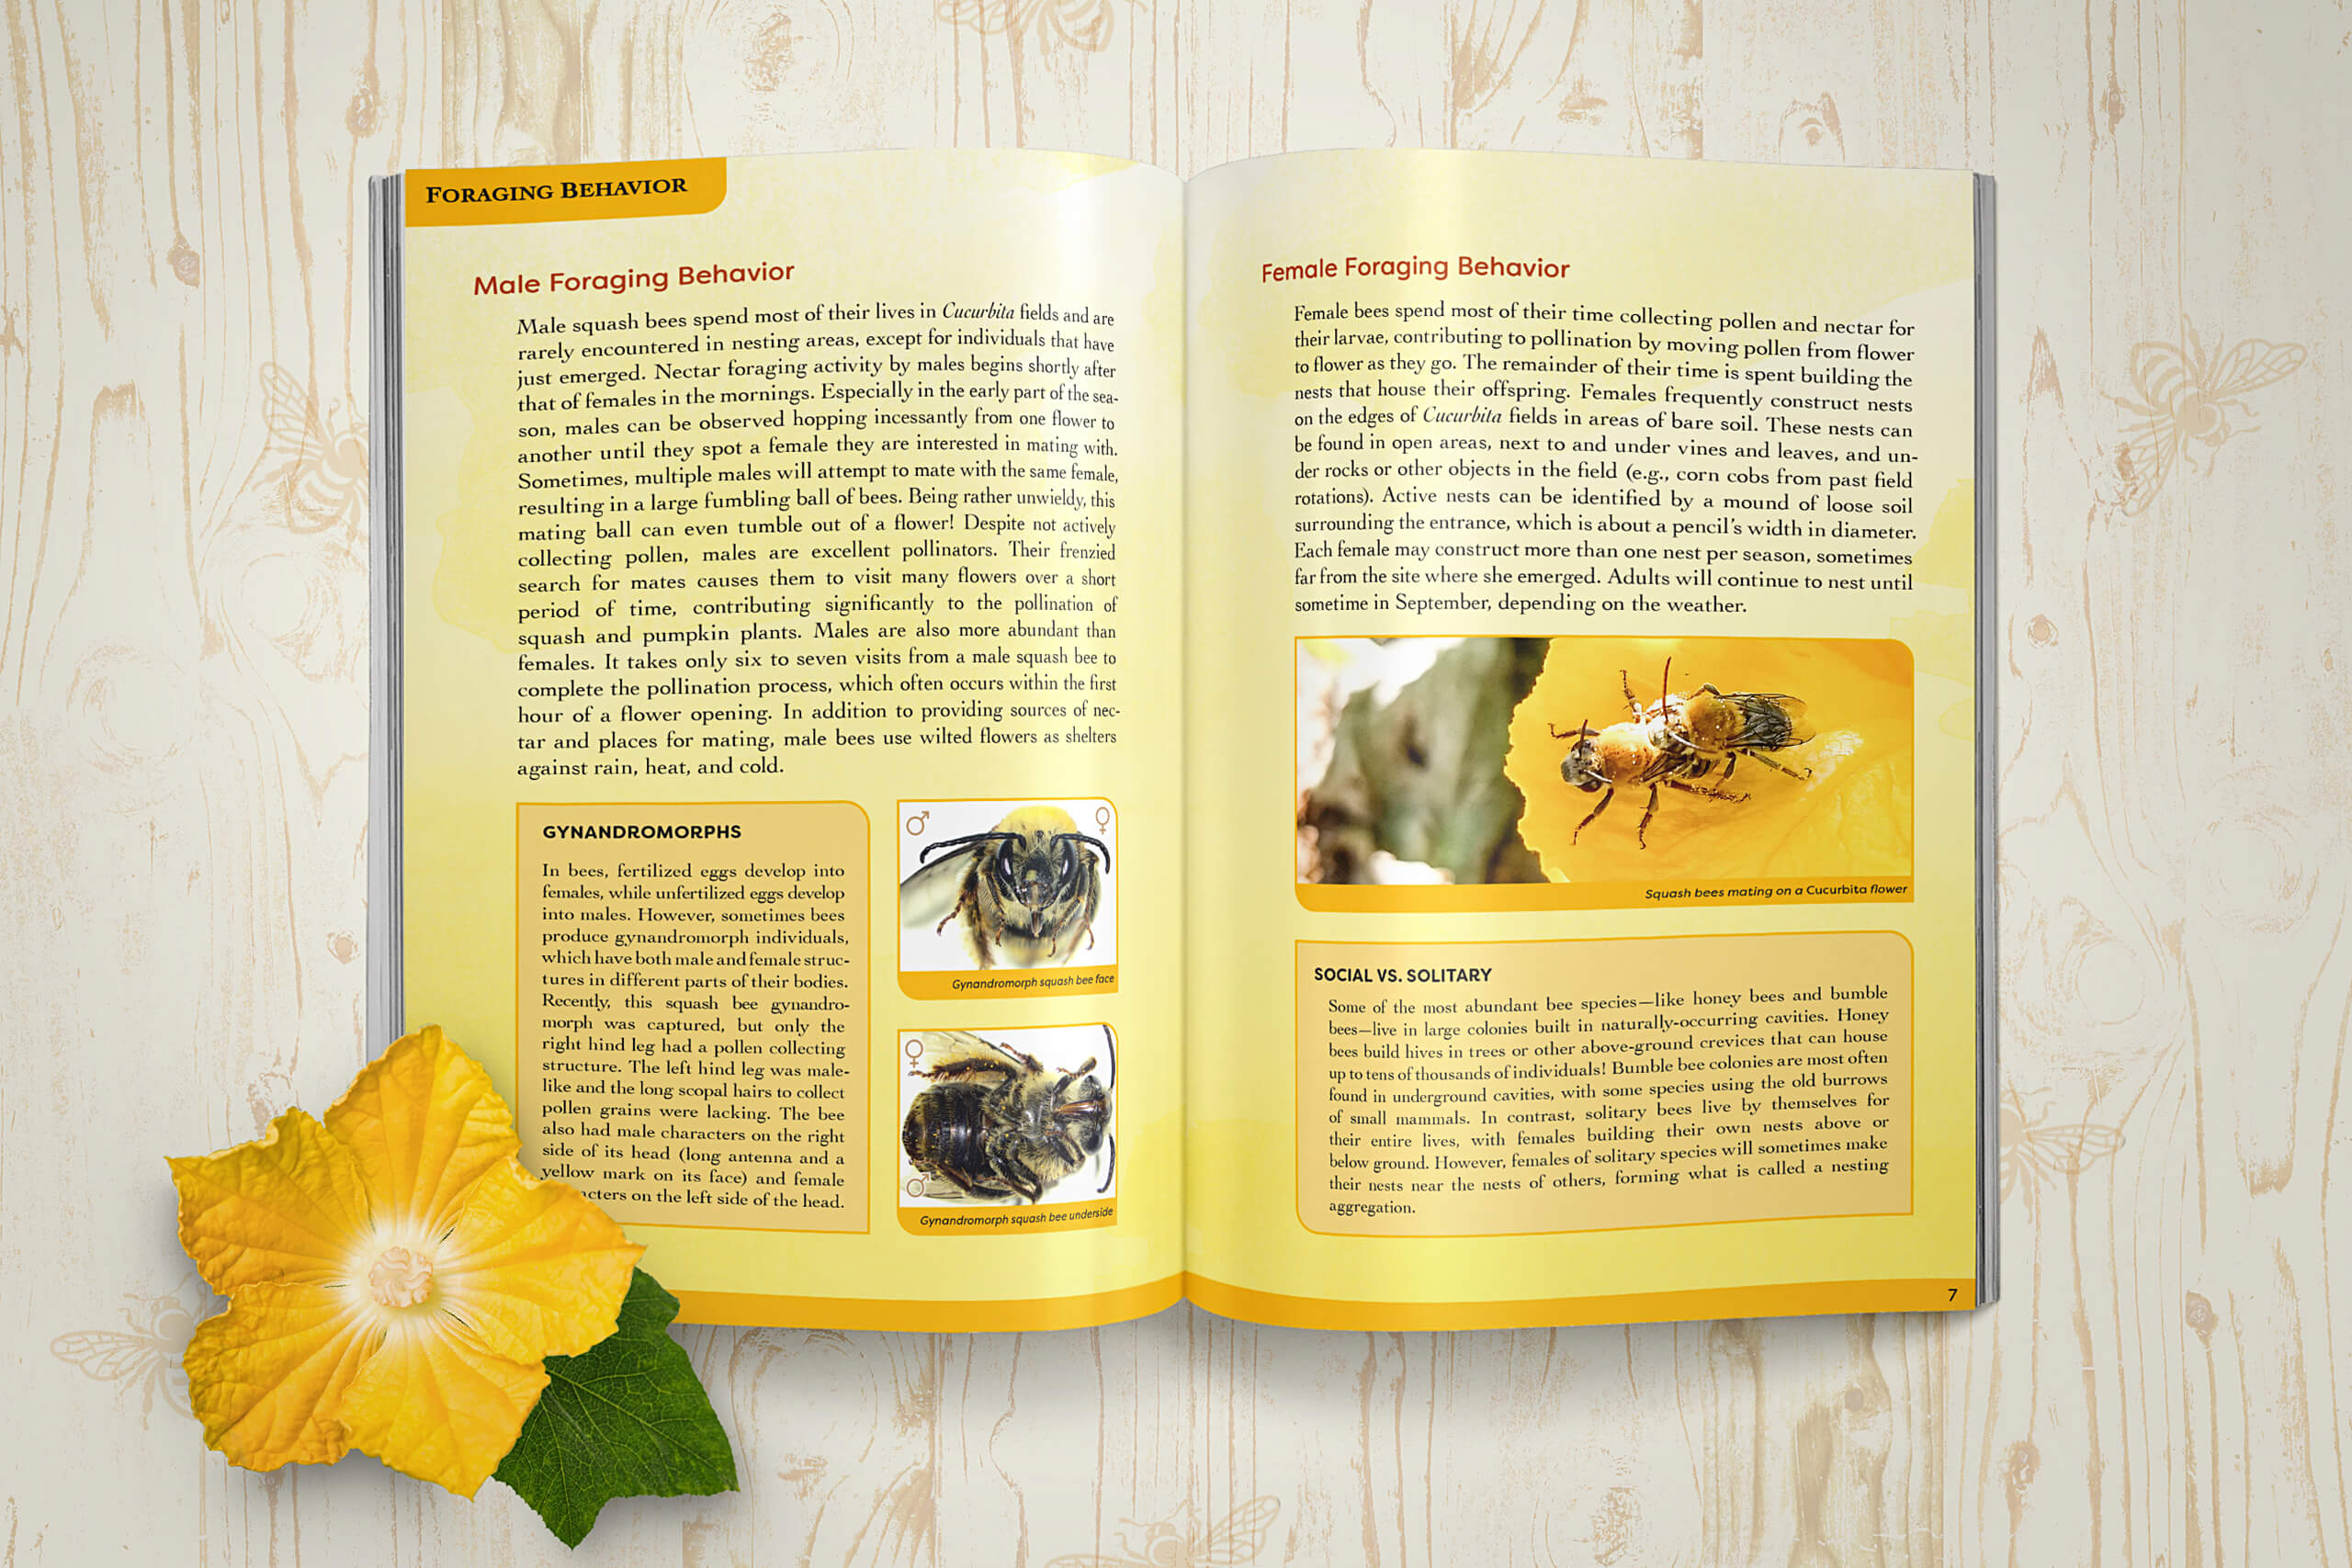 FORAGING BEHAVIOR
Male Foraging Behavior
Male squash bees spend most of their lives in Cucurbita fields and are
rarely encountered in nesting areas, except for individuals that have
just emerged. Nectar foraging activity by males begins shortly after
that of females in the mornings. Especially in the early part of the sea-
son, males can be observed hopping incessantly from one flower to
another until they spot a female they are interested in mating with.
Sometimes, multiple males will attempt to mate with the same female,
resulting in a large fumbling ball of bees. Being rather unwieldy, this
mating ball can even tumble out of a flower! Despite not actively
collecting pollen, males are excellent pollinators. Their frenzied
search for mates causes them to visit many flowers over a short
period of time, contributing significantly to the pollination of
squash and pumpkin plants. Males are also more abundant than
females. It takes only six to seven visits from a male squash bee to
complete the pollination process, which often occurs within the first
hour of a flower opening. In addition to providing sources of nec-
tar and places for mating, male bees use wilted flowers as shelters
against rain, heat, and cold.
GYNANDROMORPHS
In bees, fertilized eggs develop into
females, while unfertilized eggs develop
into males. However, sometimes bees
produce gynandromorph individuals,
which have both male and female struc-
tures in different parts of their bodies.
Recently, this squash bee gynandro-
morph was captured, but only the
right hind leg had a pollen collecting
structure. The left hind leg was male-
like and the long scopal hairs to collect
pollen grains were lacking. The bee
also had male characters on the right
side of its head (long antenna and a
yellow mark on its face) and female
acters on the left side of the head.
♂ ♀
Gynandromorph squash bee face
♀
♂
Gynandromorph squash bee underside
Female Foraging Behavior
Female bees spend most of their time collecting pollen and nectar for
their larvae, contributing to pollination by moving pollen from flower
to flower as they go. The remainder of their time is spent building the
nests that house their offspring. Females frequently construct nests
on the edges of Cucurbita fields in areas of bare soil. These nests can
be found in open areas, next to and under vines and leaves, and un-
der rocks or other objects in the field (e.g., corn cobs from past field
rotations). Active nests can be identified by a mound of loose soil
surrounding the entrance, which is about a pencil's width in diameter.
Each female may construct more than one nest per season, sometimes
far from the site where she emerged. Adults will continue to nest until
sometime in September, depending on the weather.
Squash bees mating on a Cucurbita flower
SOCIAL VS. SOLITARY
Some of the most abundant bee species—like honey bees and bumble
bees—live in large colonies built in naturally-occurring cavities. Honey
bees build hives in trees or other above-ground crevices that can house
up to tens of thousands of individuals! Bumble bee colonies are most often
found in underground cavities, with some species using the old burrows
of small mammals. In contrast, solitary bees live by themselves for
their entire lives, with females building their own nests above or
below ground. However, females of solitary species will sometimes make
their nests near the nests of others, forming what is called a nesting
aggregation.
7